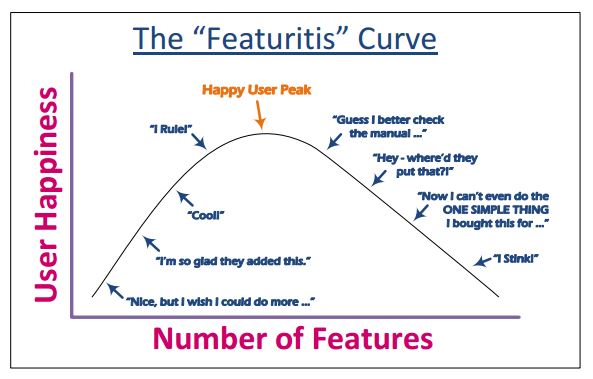 The “Featuritis” Curve
User Happiness
Happy User Peak
“I Rule!”
“Guess I better check
the manual ...”
“Hey - where’d they
put that?!”
“Cool!”
“Now I can’t even do the
ONE SIMPLE THING
I bought this for ...”
“I’m so glad they added this.”
“I Stink!”
“Nice, but I wish I could do more ...”
Number of Features